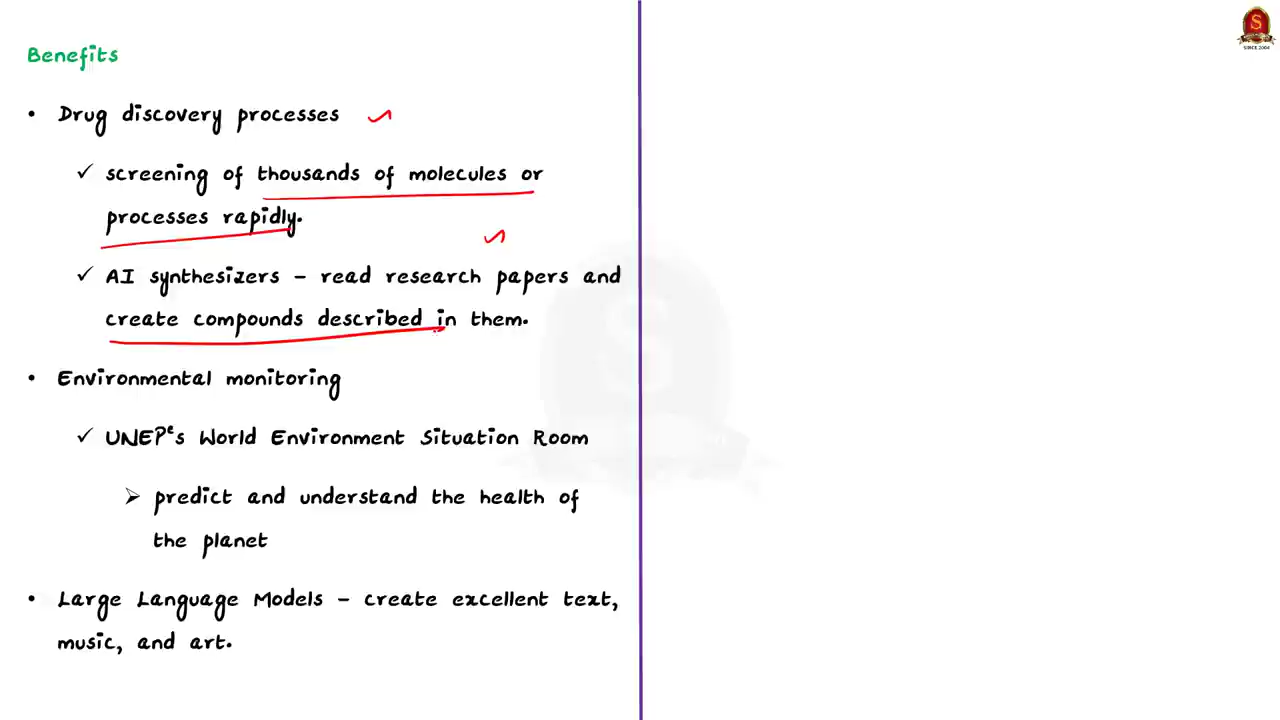 Benefits
• Drug discovery processes
✓ screening of thousands of molecules or
processes rapidly.
✓ AI synthesizers – read research papers and
create compounds described in them.
• Environmental monitoring
✓ UNEP‘s World Environment Situation Room
➢ predict and understand the health of
the planet
• Large Language Models – create excellent text,
music, and art.
S
SINCE 2004